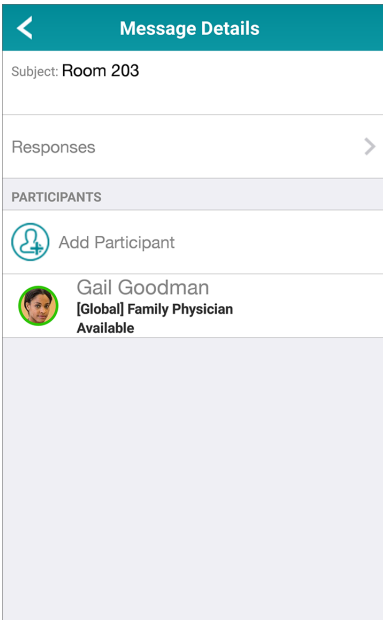 Message Details
Subject: Room 203
Responses
PARTICIPANTS
Add Participant
Gail Goodman
[Global] Family Physician
Available